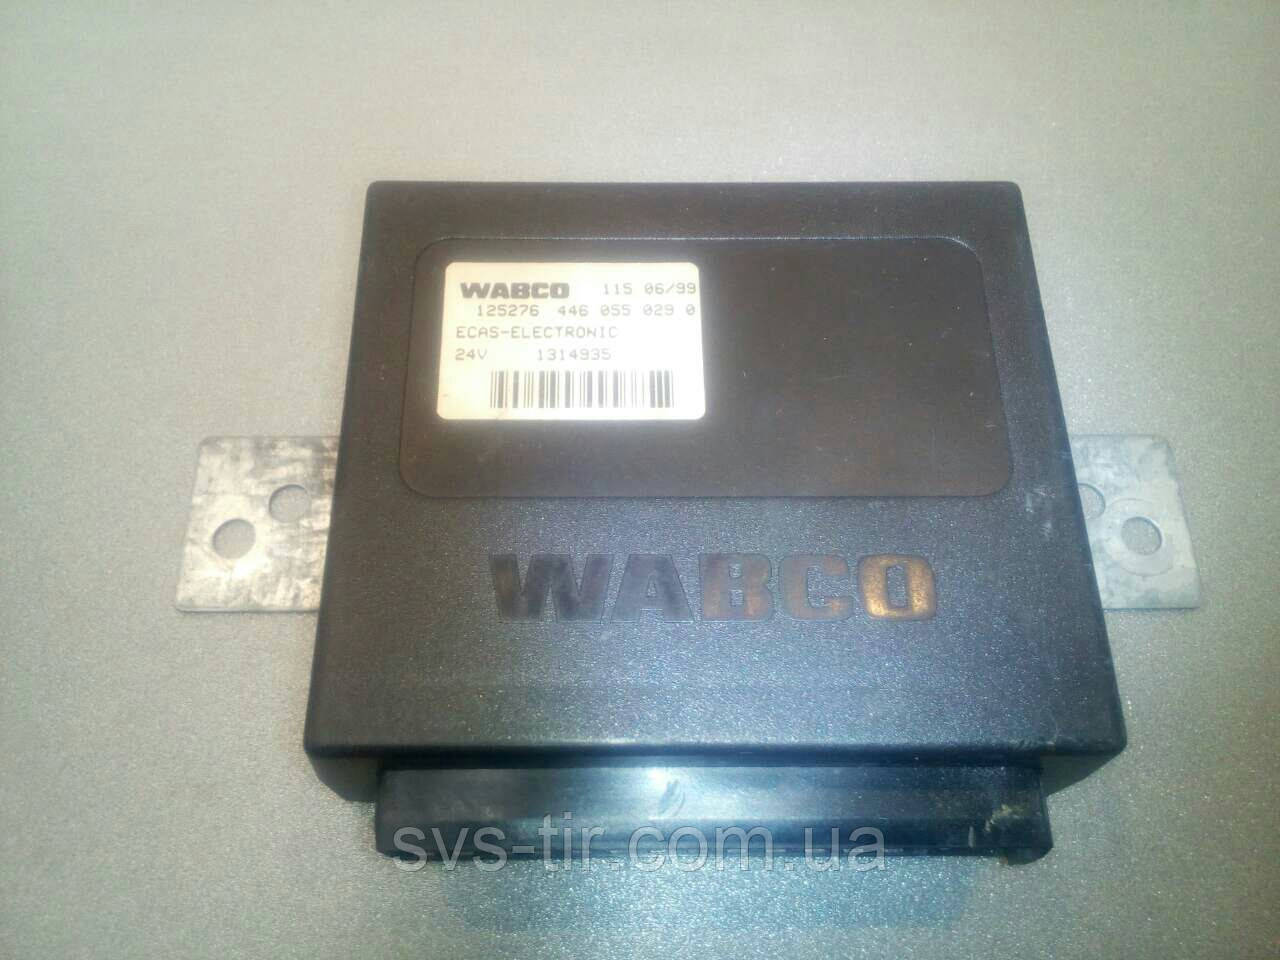 WABCO 115 06/99
125276 446 055 029 0
ECAS-ELECTRONIC
24V 1314935
WABCO
svs-tir.com.ua